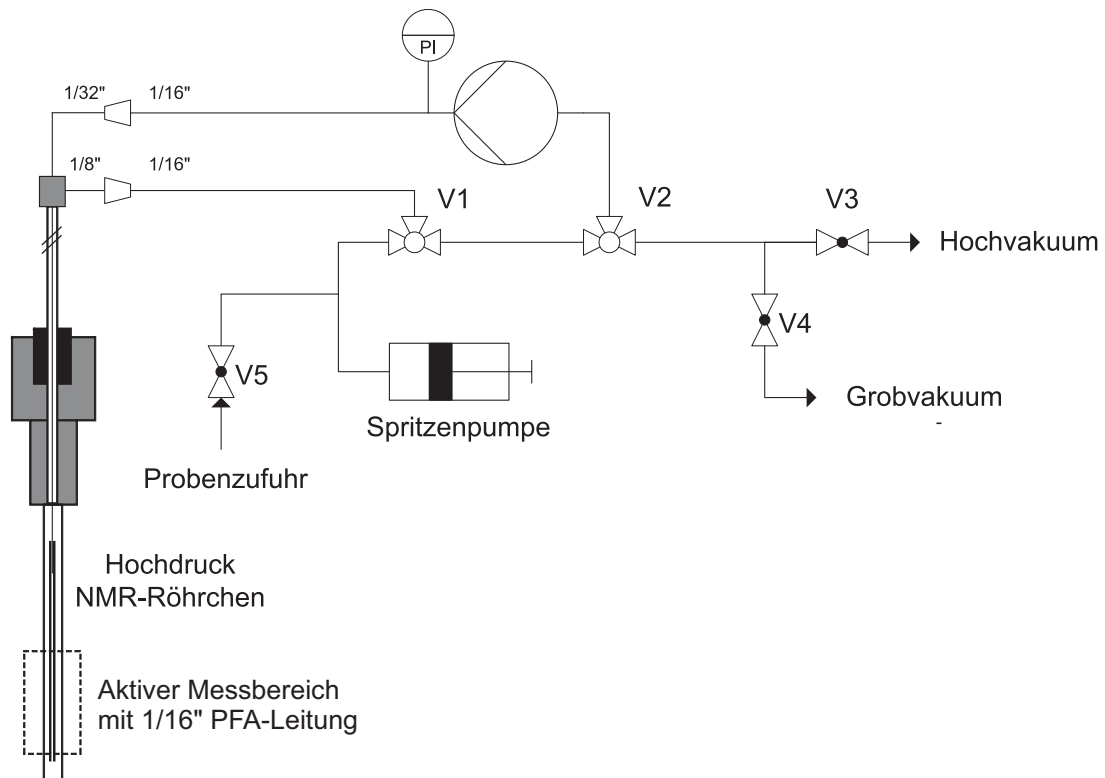 PI
1/32"
1/16"
1/8"
1/16"
V1
V2
V3
Hochvakuum
V4
V5
Grobvakuum
-
Spritzenpumpe
Probenzufuhr
Hochdruck
NMR-Röhrchen
Aktiver Messbereich
mit 1/16" PFA-Leitung